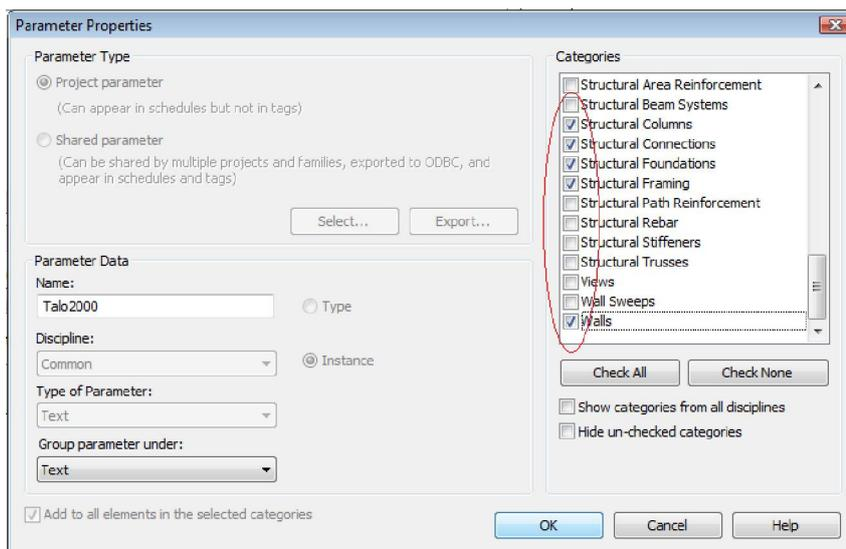 Parameter Properties
Parameter Type
Project parameter
(Can appear in schedules but not in tags)
Shared parameter
(Can be shared by multiple projects and families, exported to ODBC, and
appear in schedules and tags)
Select...
Export...
Parameter Data
Name:
Talo2000
Type
Discipline:
Common
Instance
Type of Parameter:
Text
Group parameter under:
Text
Add to all elements in the selected categories
Categories
Structural Area Reinforcement
Structural Beam Systems
Structural Columns
Structural Connections
Structural Foundations
Structural Framing
Structural Path Reinforcement
Structural Rebar
Structural Stiffeners
Structural Trusses
Views
Wall Sweeps
Walls
Check All
Check None
Show categories from all disciplines
Hide un-checked categories
OK
Cancel
Help